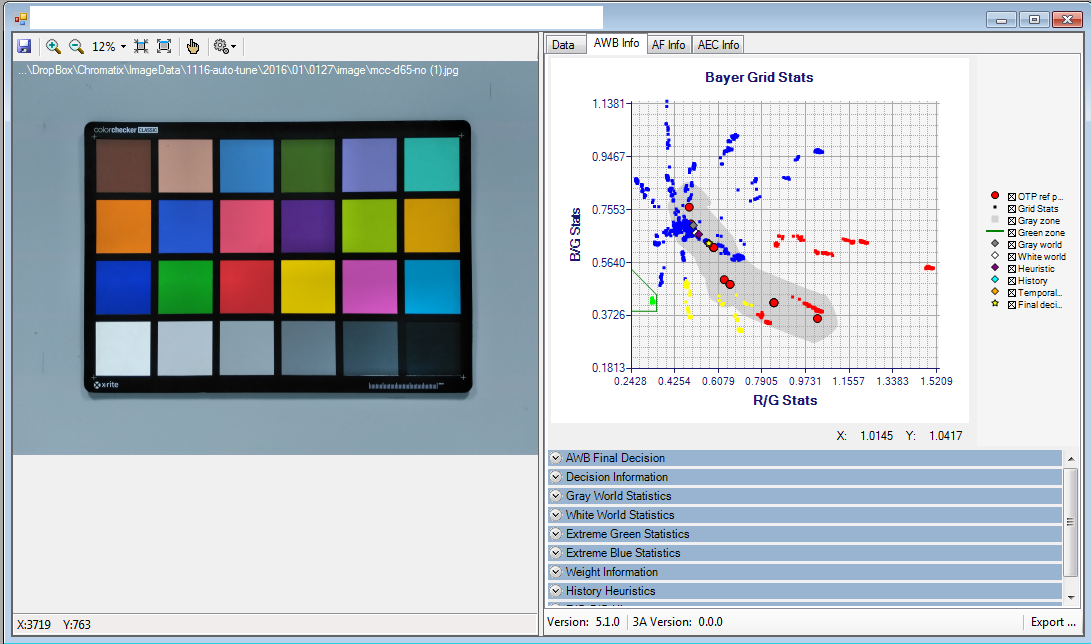 12%
...\DropBox\Chromatix\ImageData\1116-auto-tune\2016\01\0127\image\mcc-d65-no (1).jpg
colorchecker CLASSIC
x-rite
X:3719 Y:763
Data AWB Info AF Info AEC Info
Bayer Grid Stats
1.1381
0.9467
0.7553
0.5640
0.3726
0.1813
B/G Stats
0.2428 0.4254 0.6079 0.7905 0.9731 1.1557 1.3383 1.5209
R/G Stats
OTP ref p...
Grid Stats
Gray zone
Green zone
Gray world
White world
Heuristic
History
Temporal...
Final deci...
X: 1.0145 Y: 1.0417
AWB Final Decision
Decision Information
Gray World Statistics
White World Statistics
Extreme Green Statistics
Extreme Blue Statistics
Weight Information
History Heuristics
Version: 5.1.0 3A Version: 0.0.0
Export ...